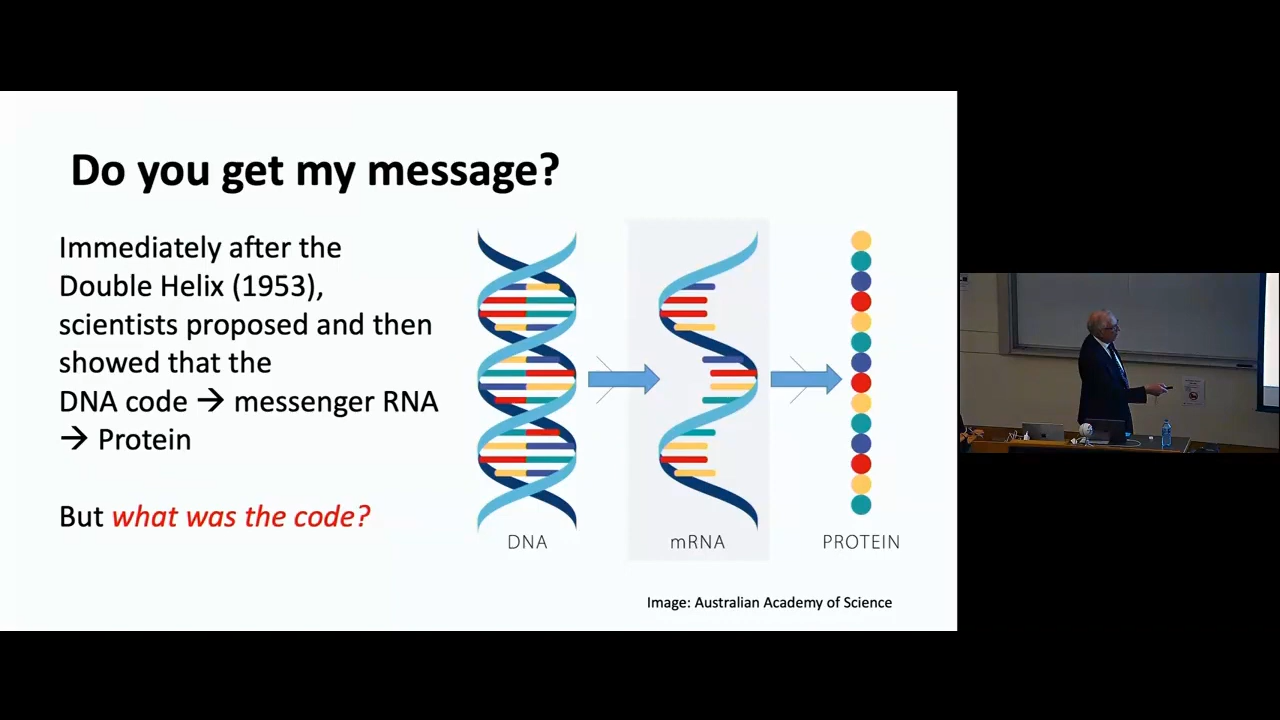 Do you get my message?
Immediately after the
Double Helix (1953),
scientists proposed and then
showed that the
DNA code → messenger RNA
→ Protein
But what was the code?
DNA
mRNA
PROTEIN
Image: Australian Academy of Science